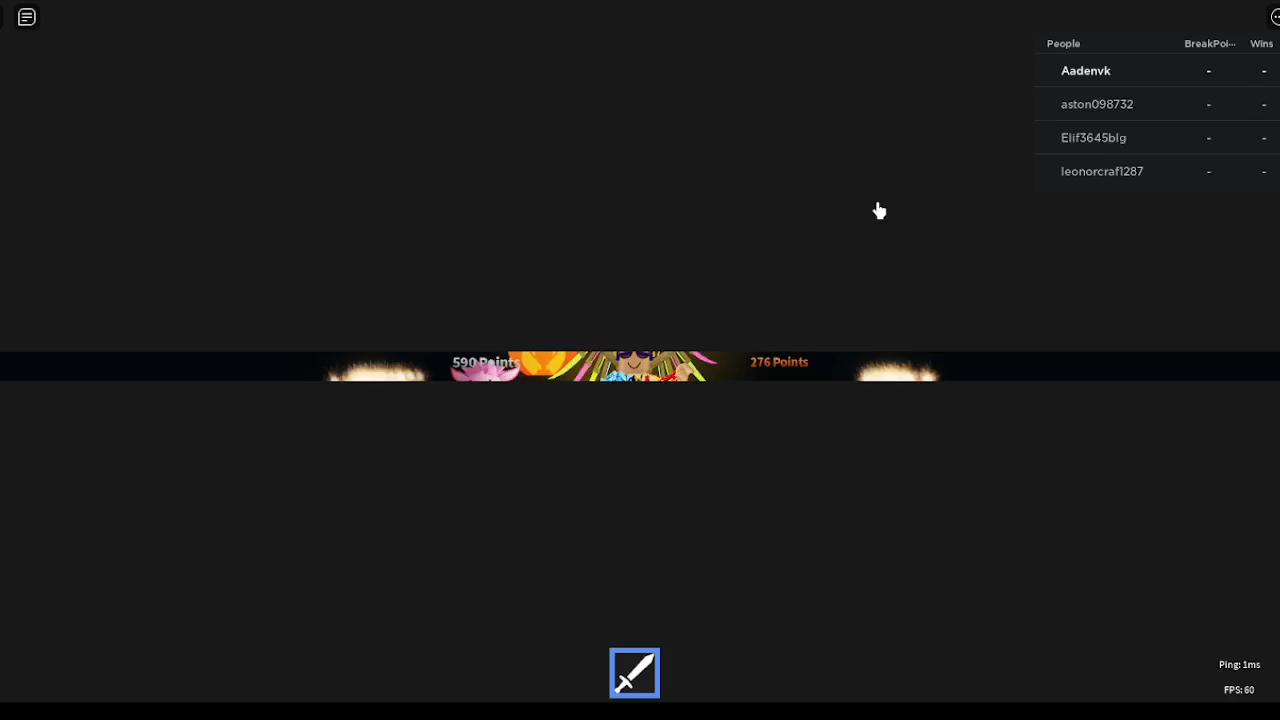 People BreakPoi... Wins
Aadenvk - -
aston098732 - -
Elif3645blg - -
leonorcraf1287 - -
590 Points
276 Points
Ping: 1ms
FPS: 60